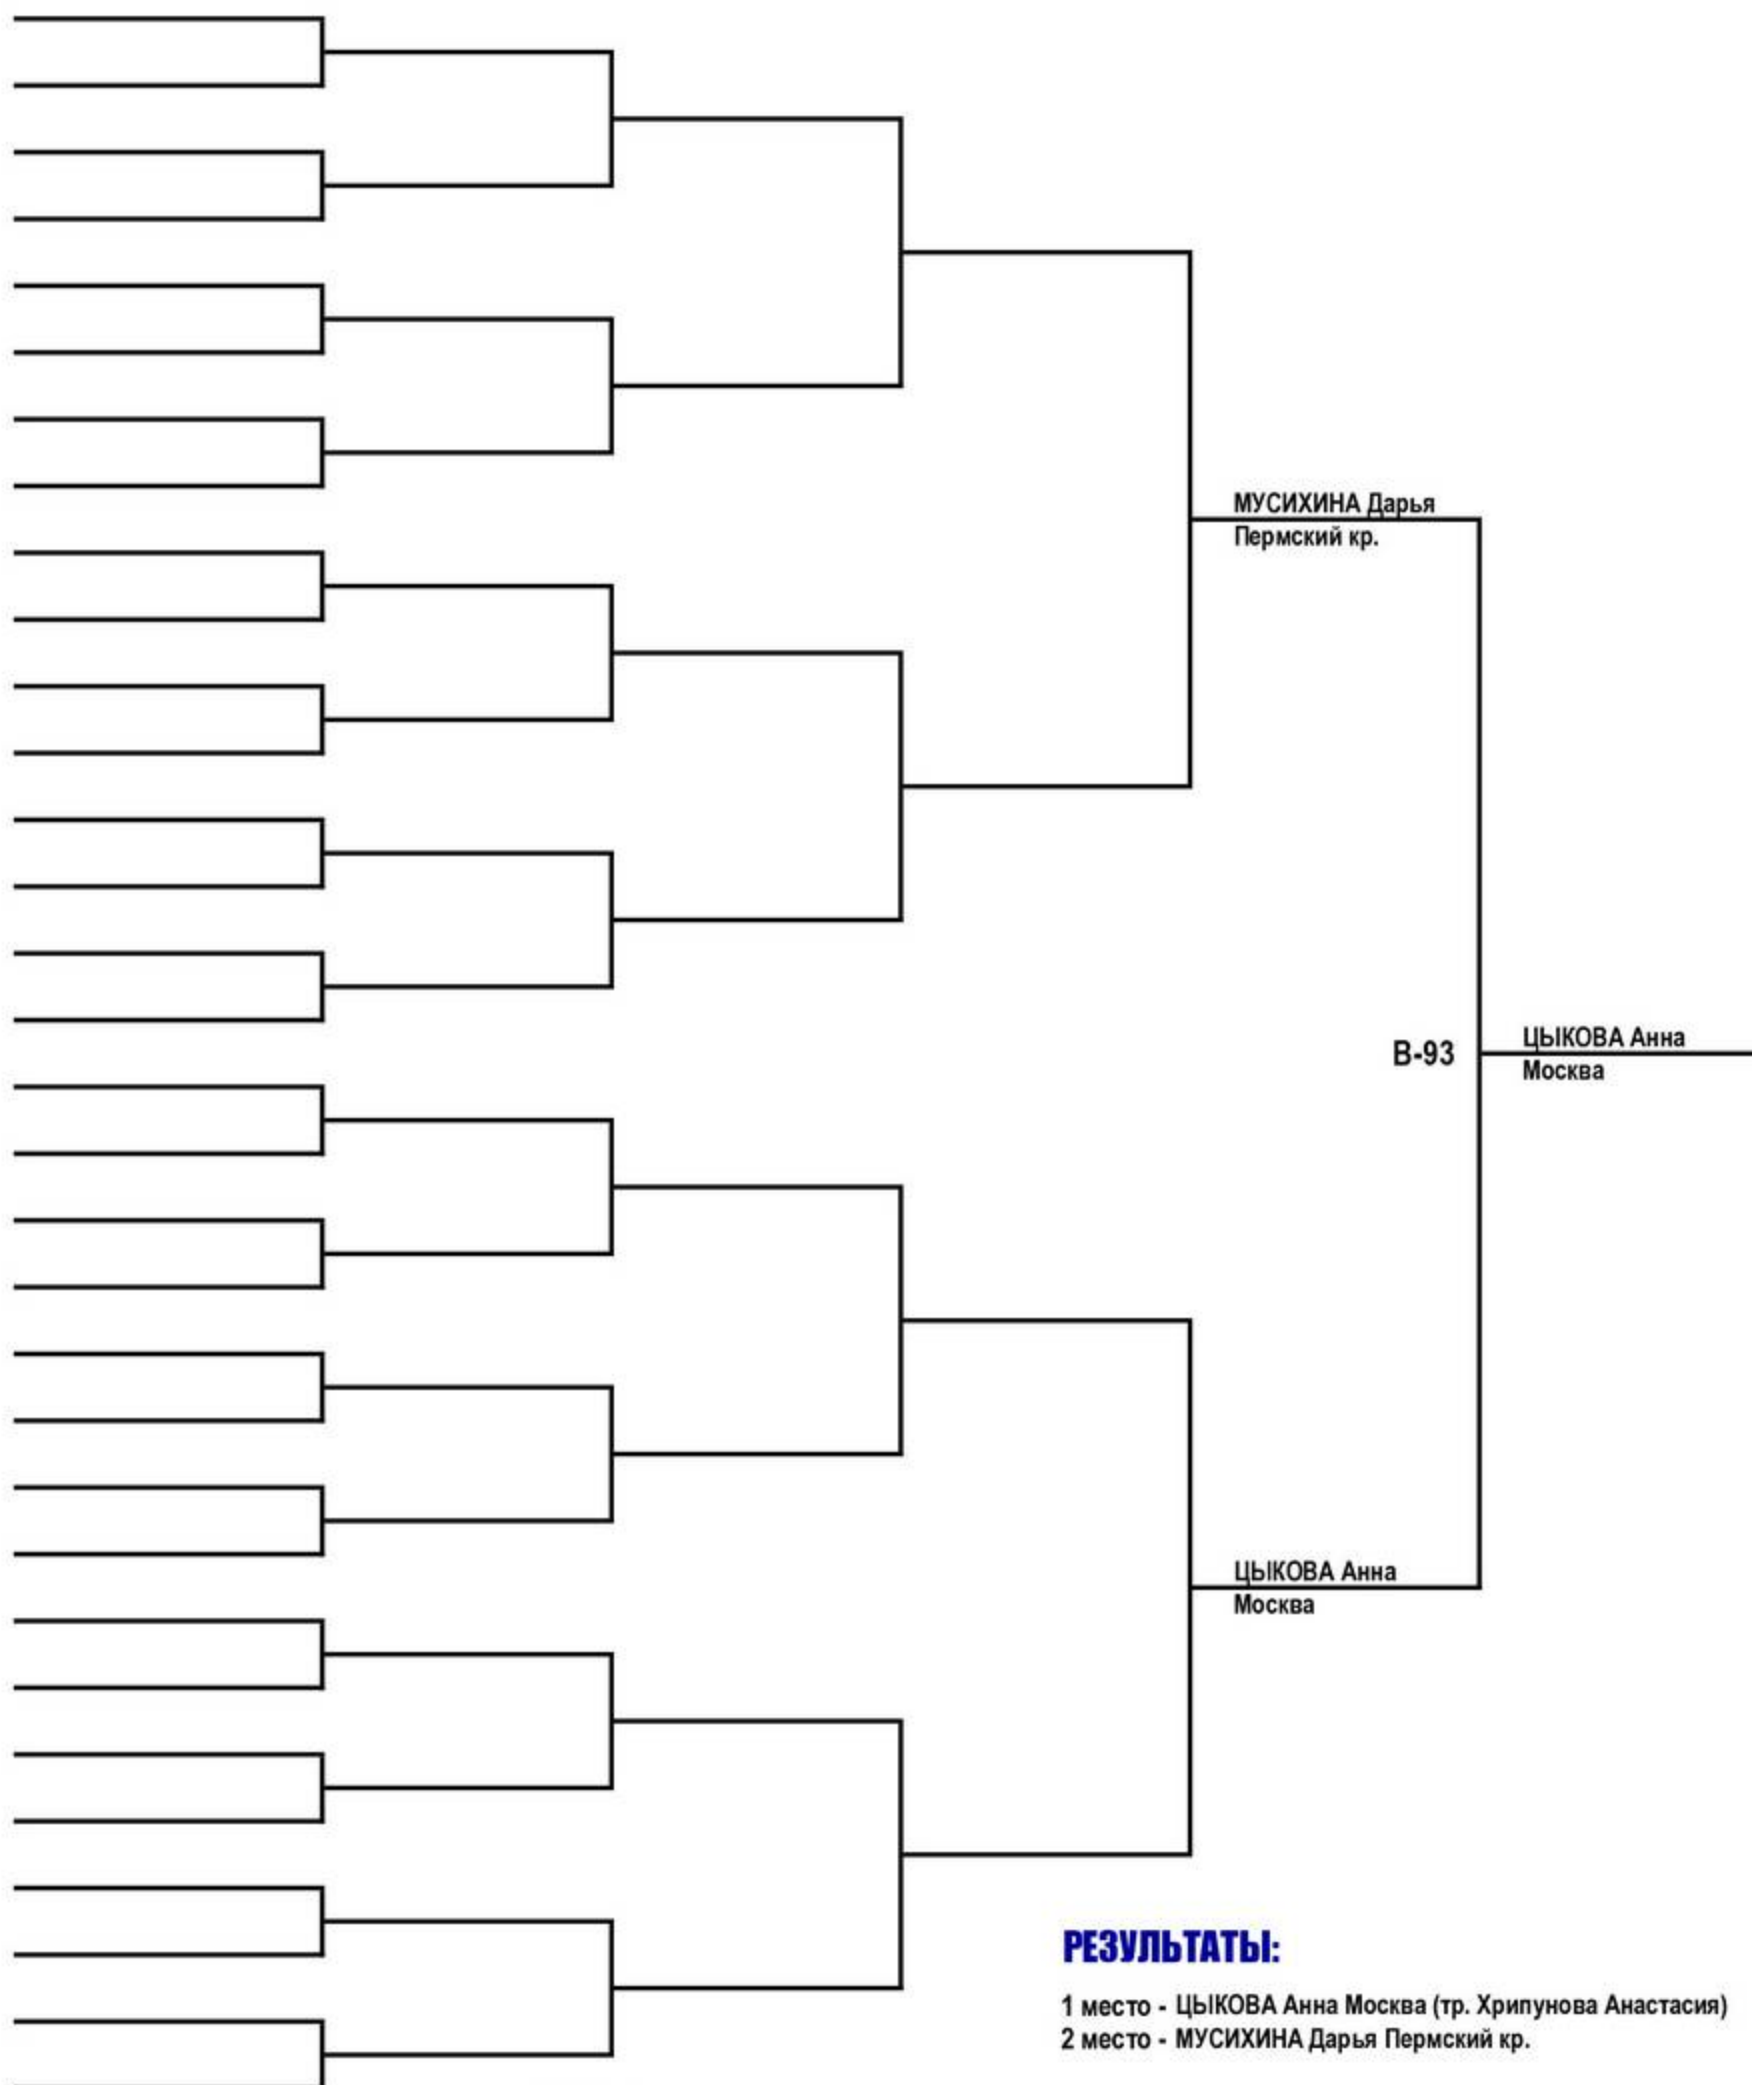 МУСИХИНА Дарья
Пермский кр.
В-93
ЦЫКОВА Анна
Москва
ЦЫКОВА Анна
Москва
РЕЗУЛЬТАТЫ:
1 место - ЦЫКОВА Анна Москва (тр. Хрипунова Анастасия)
2 место - МУСИХИНА Дарья Пермский кр.